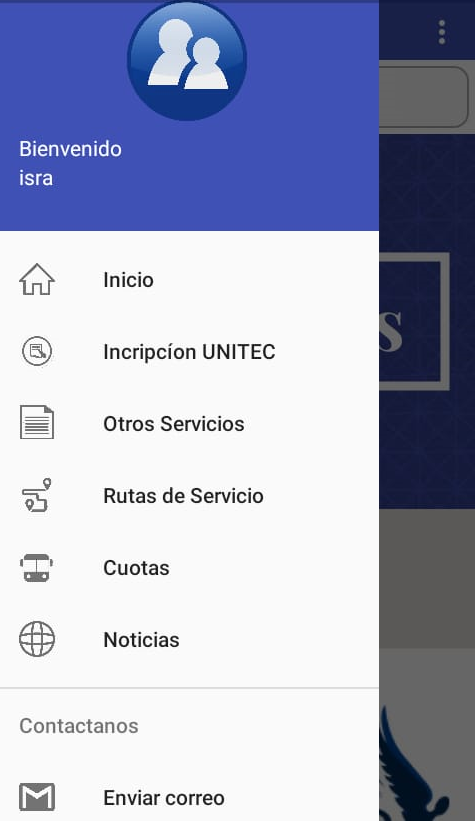 Bienvenido
isra
Inicio
Incripcíon UNITEC
Otros Servicios
Rutas de Servicio
Cuotas
Noticias
Contactanos
Enviar correo
S